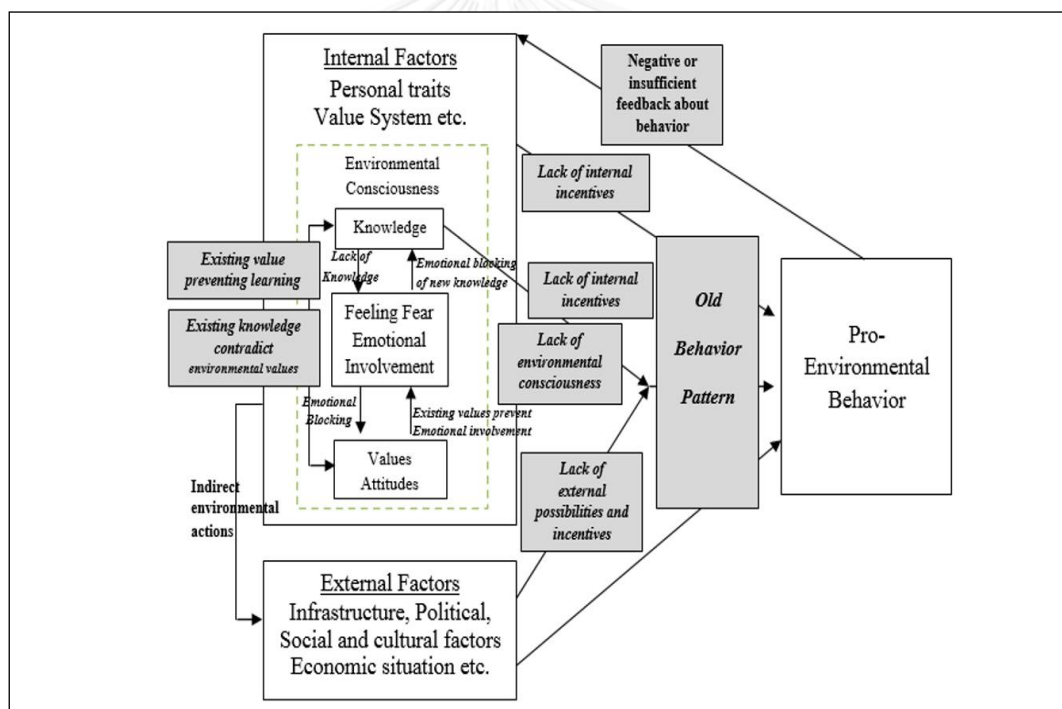 Internal Factors
Personal traits
Value System etc.
Environmental
Consciousness
Knowledge
Lack of
Knowledge
Emotional blocking
of new knowledge
Feeling Fear
Emotional
Involvement
Emotional
Blocking
Existing values prevent
Emotional involvement
Values
Attitudes
Existing value
preventing learning
Existing knowledge
contradict
environmental values
Indirect
environmental
actions
External Factors
Infrastructure, Political,
Social and cultural factors
Economic situation etc.
Negative or
insufficient
feedback about
behavior
Lack of internal
incentives
Lack of internal
incentives
Lack of
environmental
consciousness
Lack of
external
possibilities and
incentives
Old
Behavior
Pattern
Pro-
Environmental
Behavior